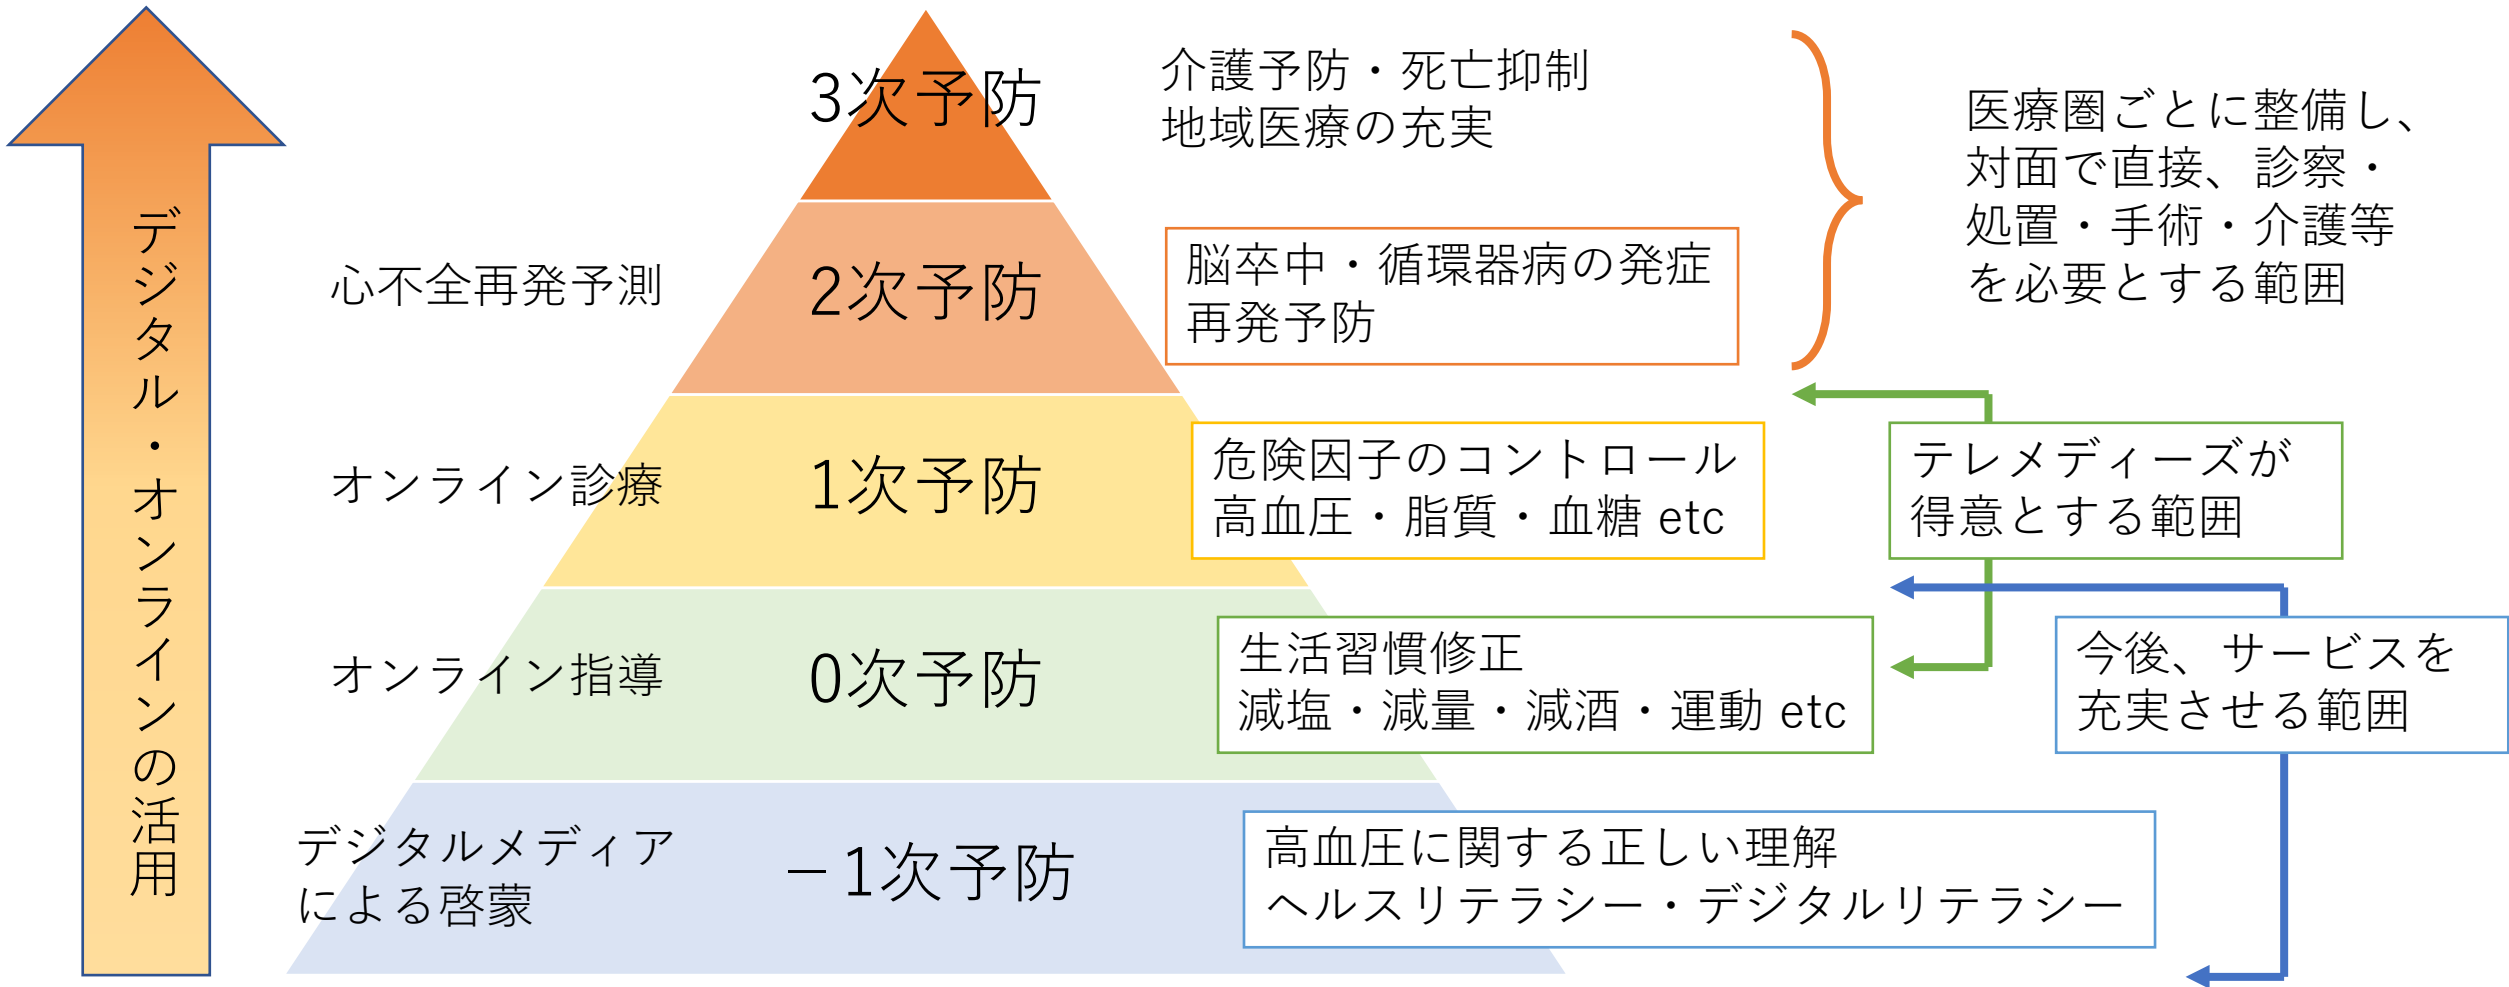 デジタル・オンラインの活用
3次予防
介護予防・死亡抑制
地域医療の充実
医療圏ごとに整備し、
対面で直接、診察・
処置・手術・介護等
を必要とする範囲
心不全再発予測
2次予防
脳卒中・循環器病の発症
再発予防
オンライン診療
1次予防
危険因子のコントロール
高血圧・脂質・血糖 etc
テレメディーズが
得意とする範囲
オンライン指導
0次予防
生活習慣修正
減塩・減量・減酒・運動 etc
今後、サービスを
充実させる範囲
デジタルメディア
による啓蒙
－1次予防
高血圧に関する正しい理解
ヘルスリテラシー・デジタルリテラシー